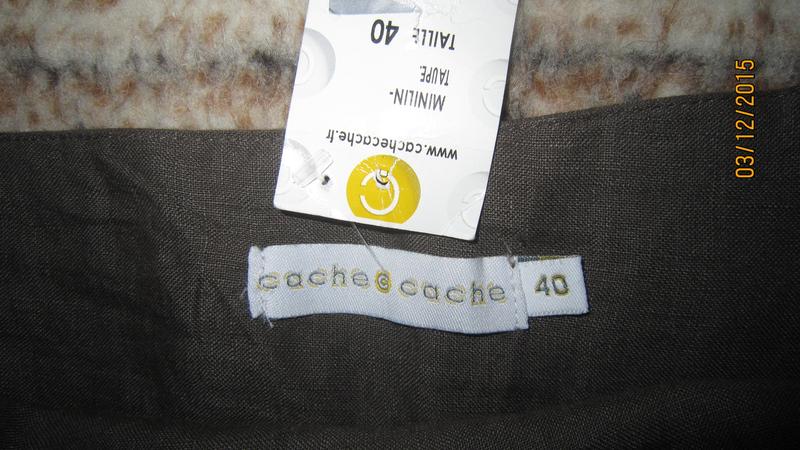 TAILLE 40
TAUPE
MINILIN-
www.cachecache.fr
cache c cache
40
03/12/2015